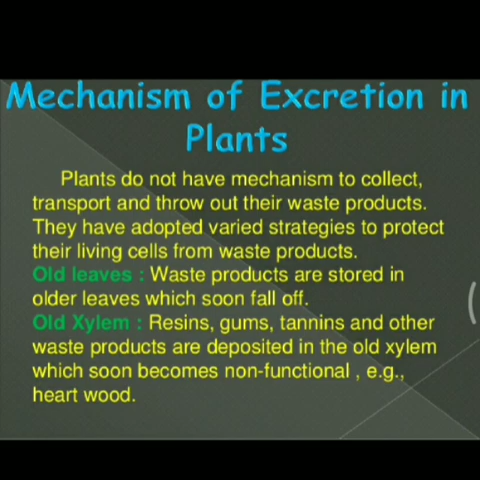 Mechanism of Excretion in
Plants
Plants do not have mechanism to collect,
transport and throw out their waste products.
They have adopted varied strategies to protect
their living cells from waste products.
Old leaves : Waste products are stored in
older leaves which soon fall off.
Old Xylem : Resins, gums, tannins and other
waste products are deposited in the old xylem
which soon becomes non-functional , e.g.,
heart wood.